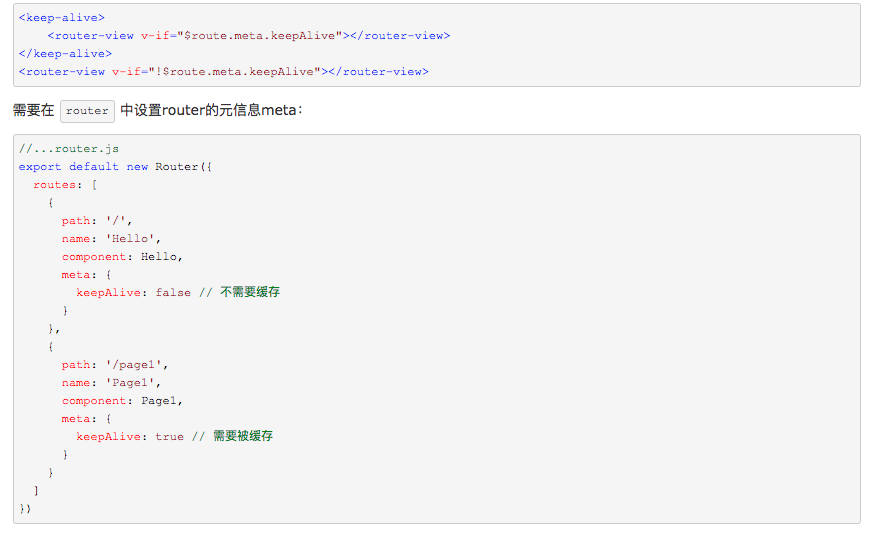 <keep-alive>
    <router-view v-if="$route.meta.keepAlive"></router-view>
</keep-alive>
<router-view v-if="!$route.meta.keepAlive"></router-view>
需要在 router 中设置router的元信息meta：
//...router.js
export default new Router({
  routes: [
    {
      path: '/',
      name: 'Hello',
      component: Hello,
      meta: {
        keepAlive: false // 不需要缓存
      }
    },
    {
      path: '/page1',
      name: 'Page1',
      component: Page1,
      meta: {
        keepAlive: true // 需要被缓存
      }
    }
  ]
})